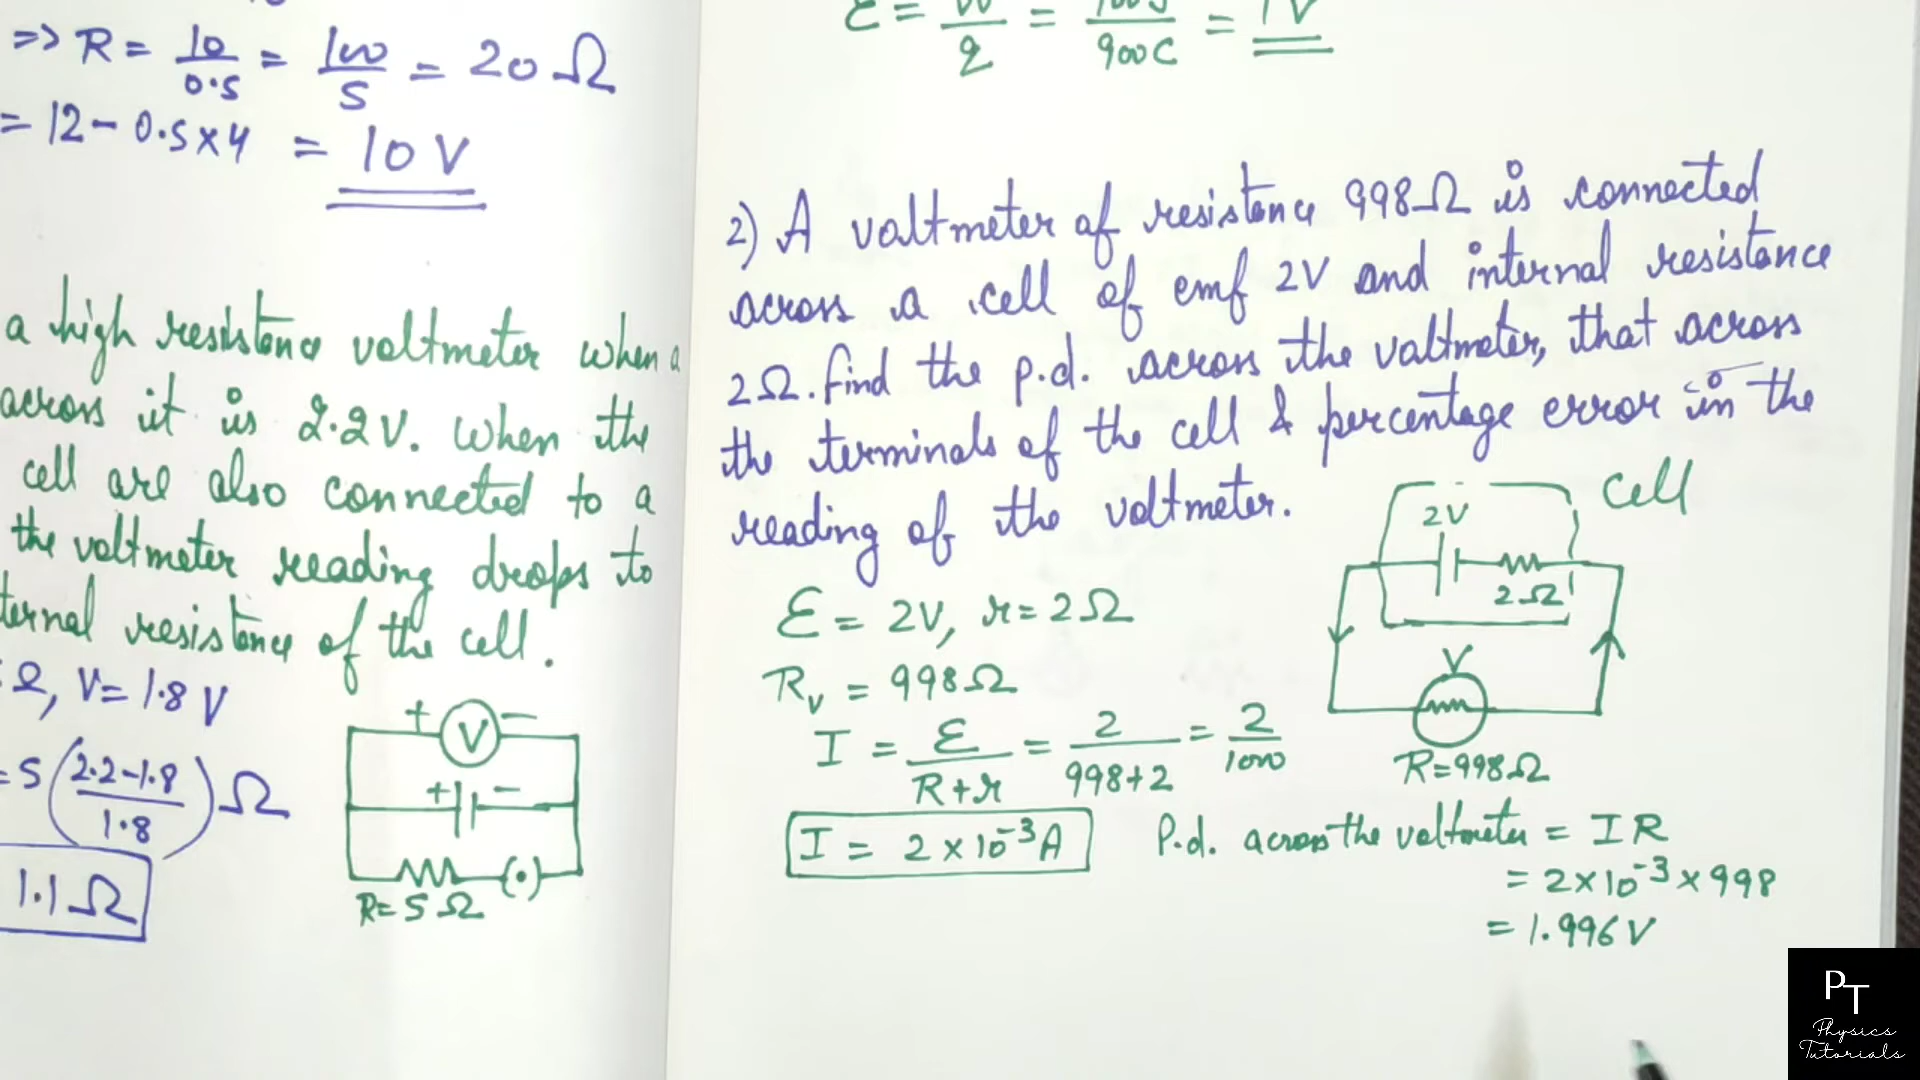 => R = 10/0.5 = 100/5 = 20 Ω
= 12 - 0.5 x 4 = 10 V
a high resistance voltmeter when a
across it is 2.2 V. When the
cell are also connected to a
the voltmeter reading drops to
ternal resistance of the cell.
Ω, V = 1.8 V
= 5 (2.2-1.8/1.8) Ω
1.1 Ω
+ V -
+ -
R = 5 Ω
ε = W/q = /900C = 1V
2) A voltmeter of resistance 998Ω is connected
across a cell of emf 2V and internal resistance
2Ω. find the p.d. across the voltmeter, that across
the terminals of the cell & percentage error in the
reading of the voltmeter.
ε = 2V, r = 2Ω
Rv = 998Ω
I = ε/R+r = 2/998+2 = 2/1000
I = 2 x 10⁻³A
Cell
2V
2Ω
V
R = 998Ω
P.d. across the voltmeter = IR
= 2 x 10⁻³ x 998
= 1.996 V
PT
Physics
Tutorials